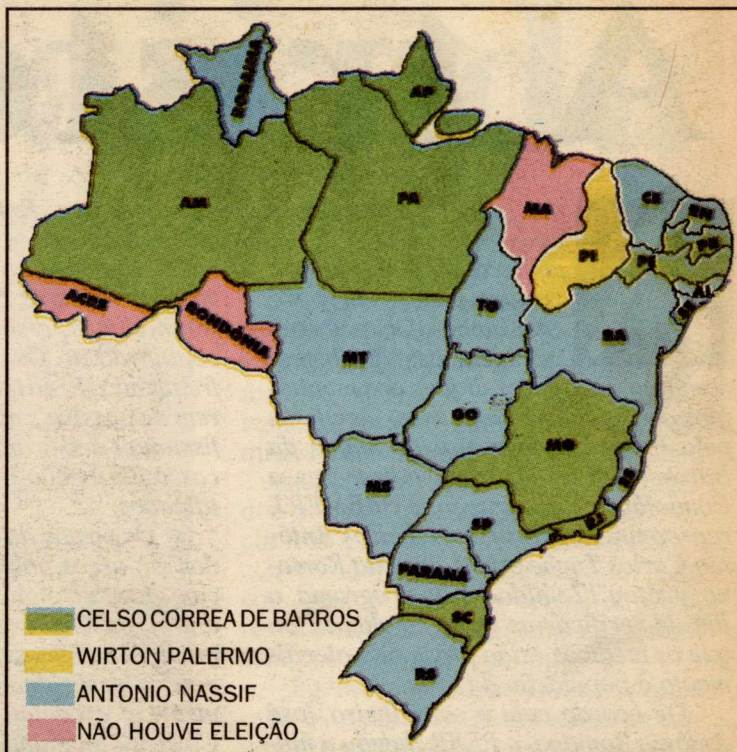 RORAIMA
AP
AM
PA
MA
CE
RN
PB
PI
PE
AL
ACRE
RONDÔNIA
TO
BA
MT
GO
MG
MS
ES
SP
RJ
PARANÁ
SC
RS
CELSO CORREA DE BARROS
WIRTON PALERMO
ANTONIO NASSIF
NÃO HOUVE ELEIÇÃO